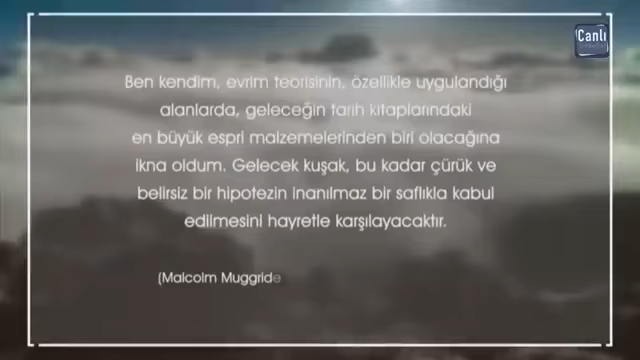 Canlı
Ben kendim, evrim teorisinin, özellikle uygulandığı
alanlarda, geleceğin tarih kitaplarındaki
en büyük espri malzemelerinden biri olacağına
ikna oldum. Gelecek kuşak, bu kadar çürük ve
belirsiz bir hipotezin inanılmaz bir saflıkla kabul
edilmesini hayretle karşılayacaktır.
(Malcolm Muggride